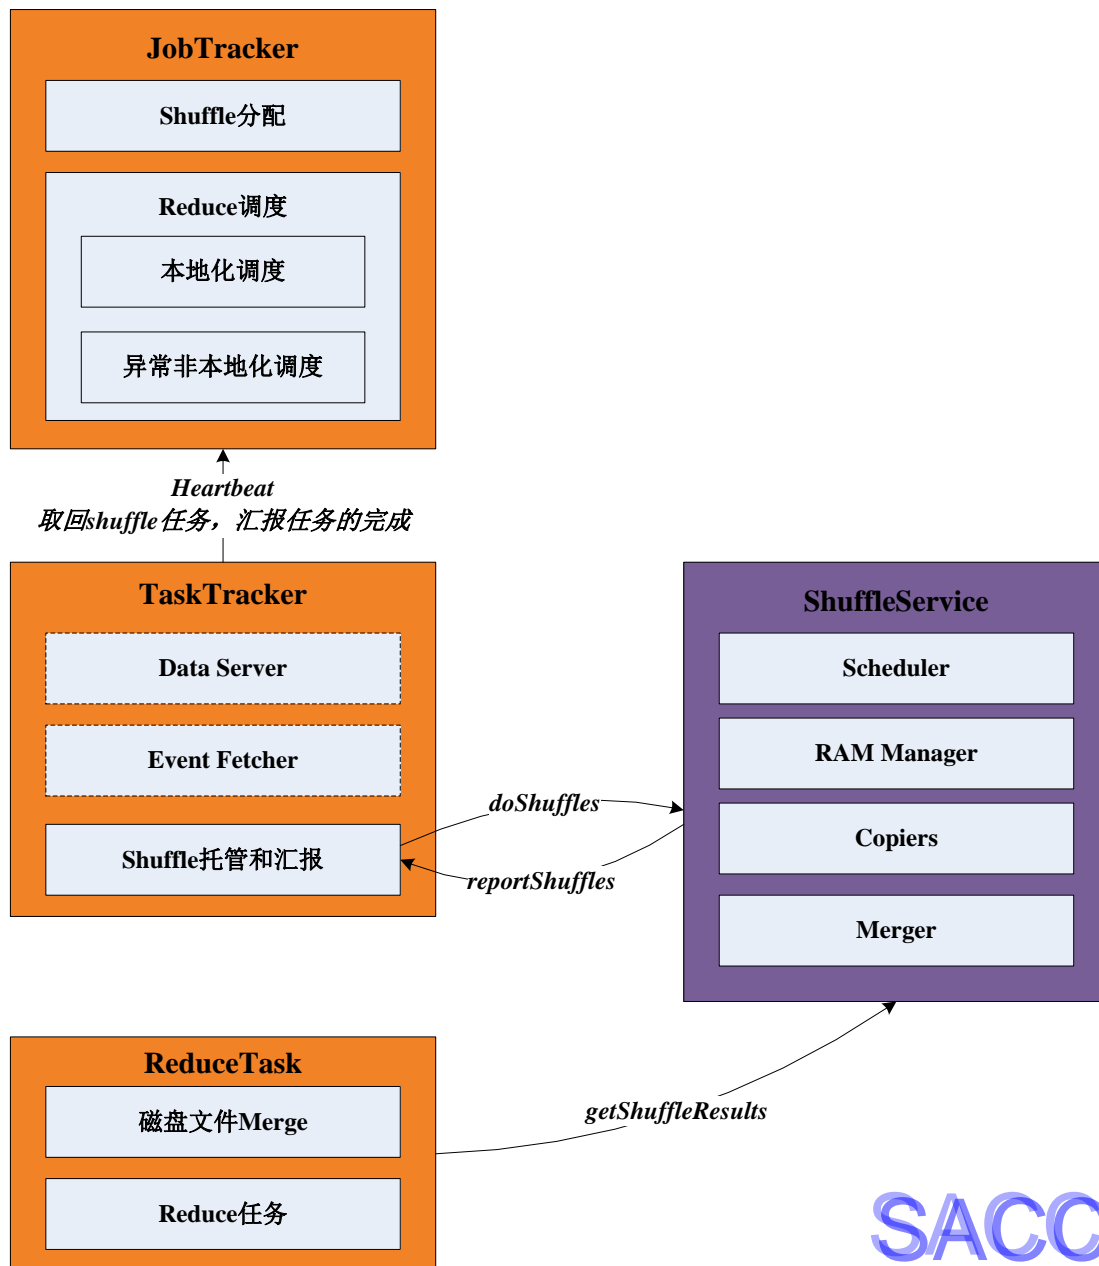 JobTracker
Shuffle分配
Reduce调度
本地化调度
异常非本地化调度
Heartbeat
取回shuffle任务，汇报任务的完成
TaskTracker
Data Server
Event Fetcher
Shuffle托管和汇报
doShuffles
reportShuffles
ShuffleService
Scheduler
RAM Manager
Copiers
Merger
ReduceTask
磁盘文件Merge
Reduce任务
getShuffleResults
SACC